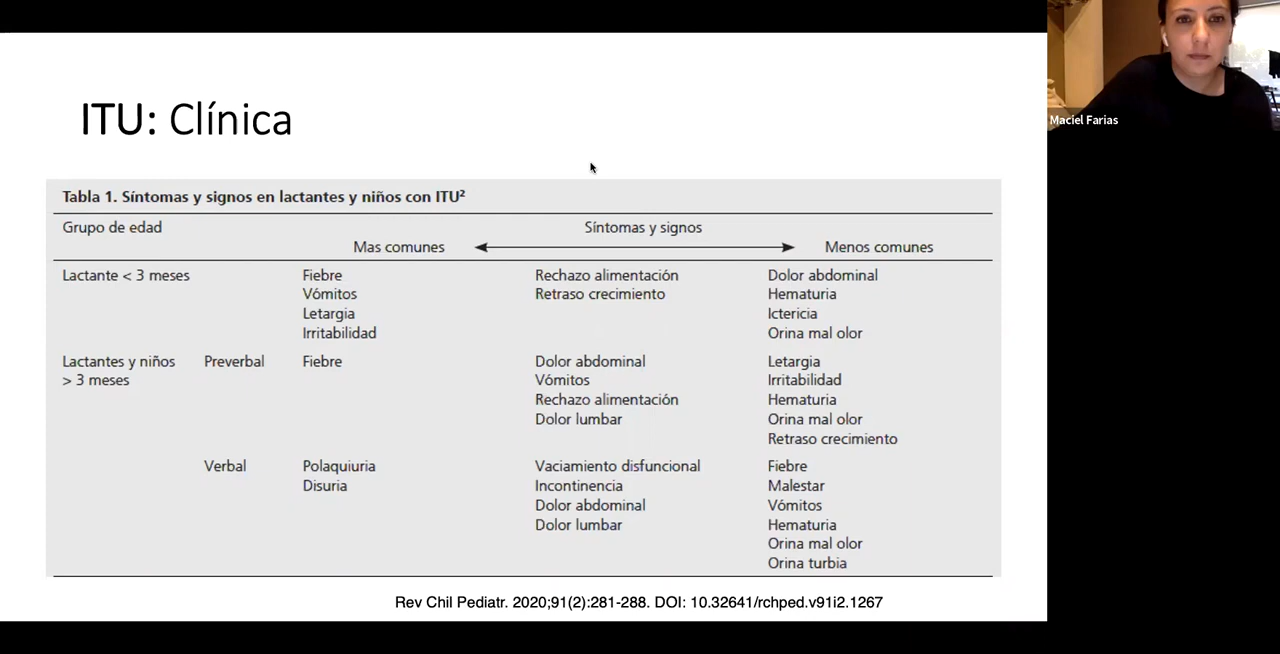 ITU: Clínica
Maciel Farias
Tabla 1. Síntomas y signos en lactantes y niños con ITU²
Grupo de edad Síntomas y signos
Mas comunes Menos comunes
Lactante < 3 meses Fiebre Rechazo alimentación Dolor abdominal
Vómitos Retraso crecimiento Hematuria
Letargia Ictericia
Irritabilidad Orina mal olor
Lactantes y niños Preverbal Fiebre Dolor abdominal Letargia
> 3 meses Vómitos Irritabilidad
Rechazo alimentación Hematuria
Dolor lumbar Orina mal olor
Retraso crecimiento
Verbal Polaquiuria Vaciamiento disfuncional Fiebre
Disuria Incontinencia Malestar
Dolor abdominal Vómitos
Dolor lumbar Hematuria
Orina mal olor
Orina turbia
Rev Chil Pediatr. 2020;91(2):281-288. DOI: 10.32641/rchped.v91i2.1267